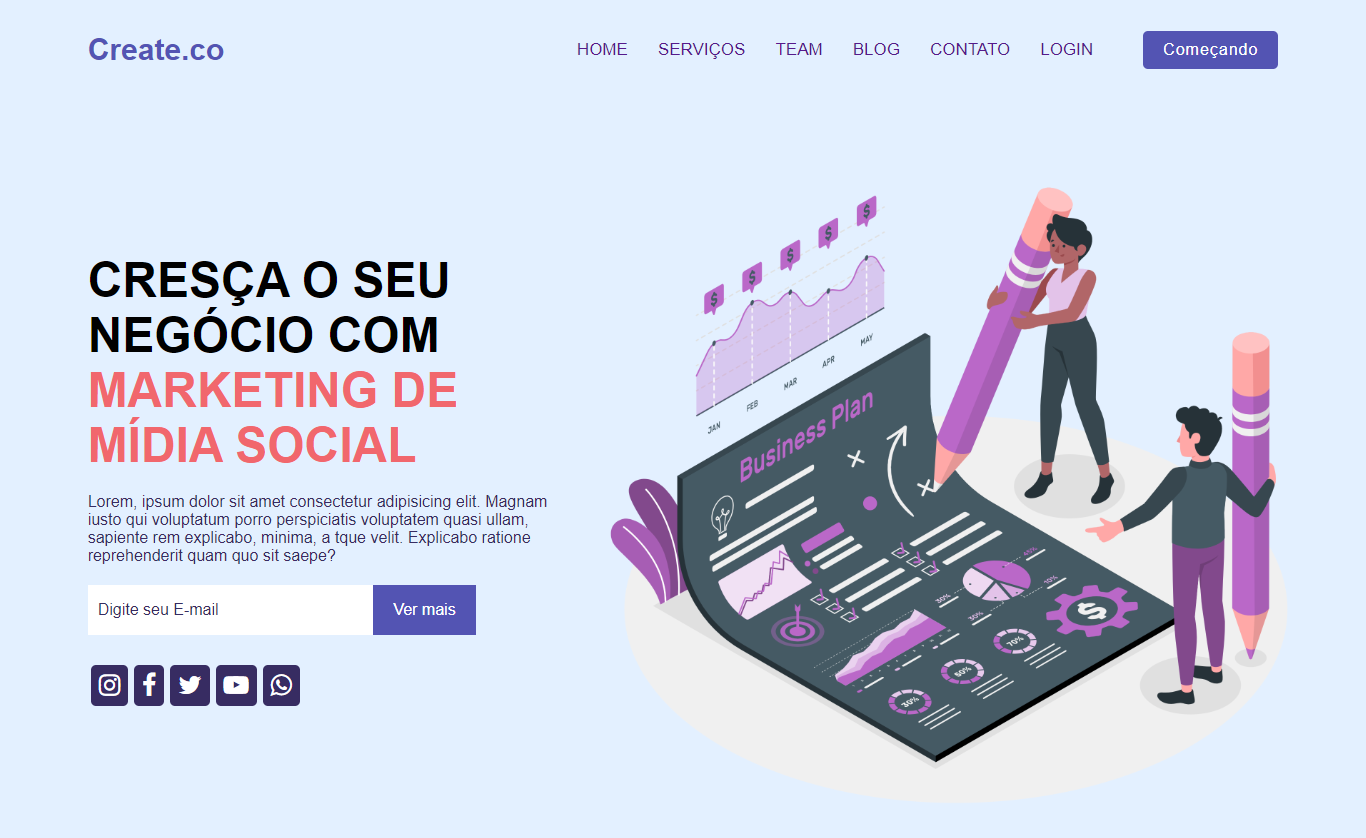 Create.co
HOME SERVIÇOS TEAM BLOG CONTATO LOGIN Começando
CRESÇA O SEU
NEGÓCIO COM
MARKETING DE
MÍDIA SOCIAL
Lorem, ipsum dolor sit amet consectetur adipisicing elit. Magnam
iusto qui voluptatum porro perspiciatis voluptatem quasi ullam,
sapiente rem explicabo, minima, a tque velit. Explicabo ratione
reprehenderit quam quo sit saepe?
Digite seu E-mail Ver mais
$ $ $ $ $
JAN FEB MAR APR MAY
Business Plan
45%
10%
30%
30%
$
70%
60%
30%